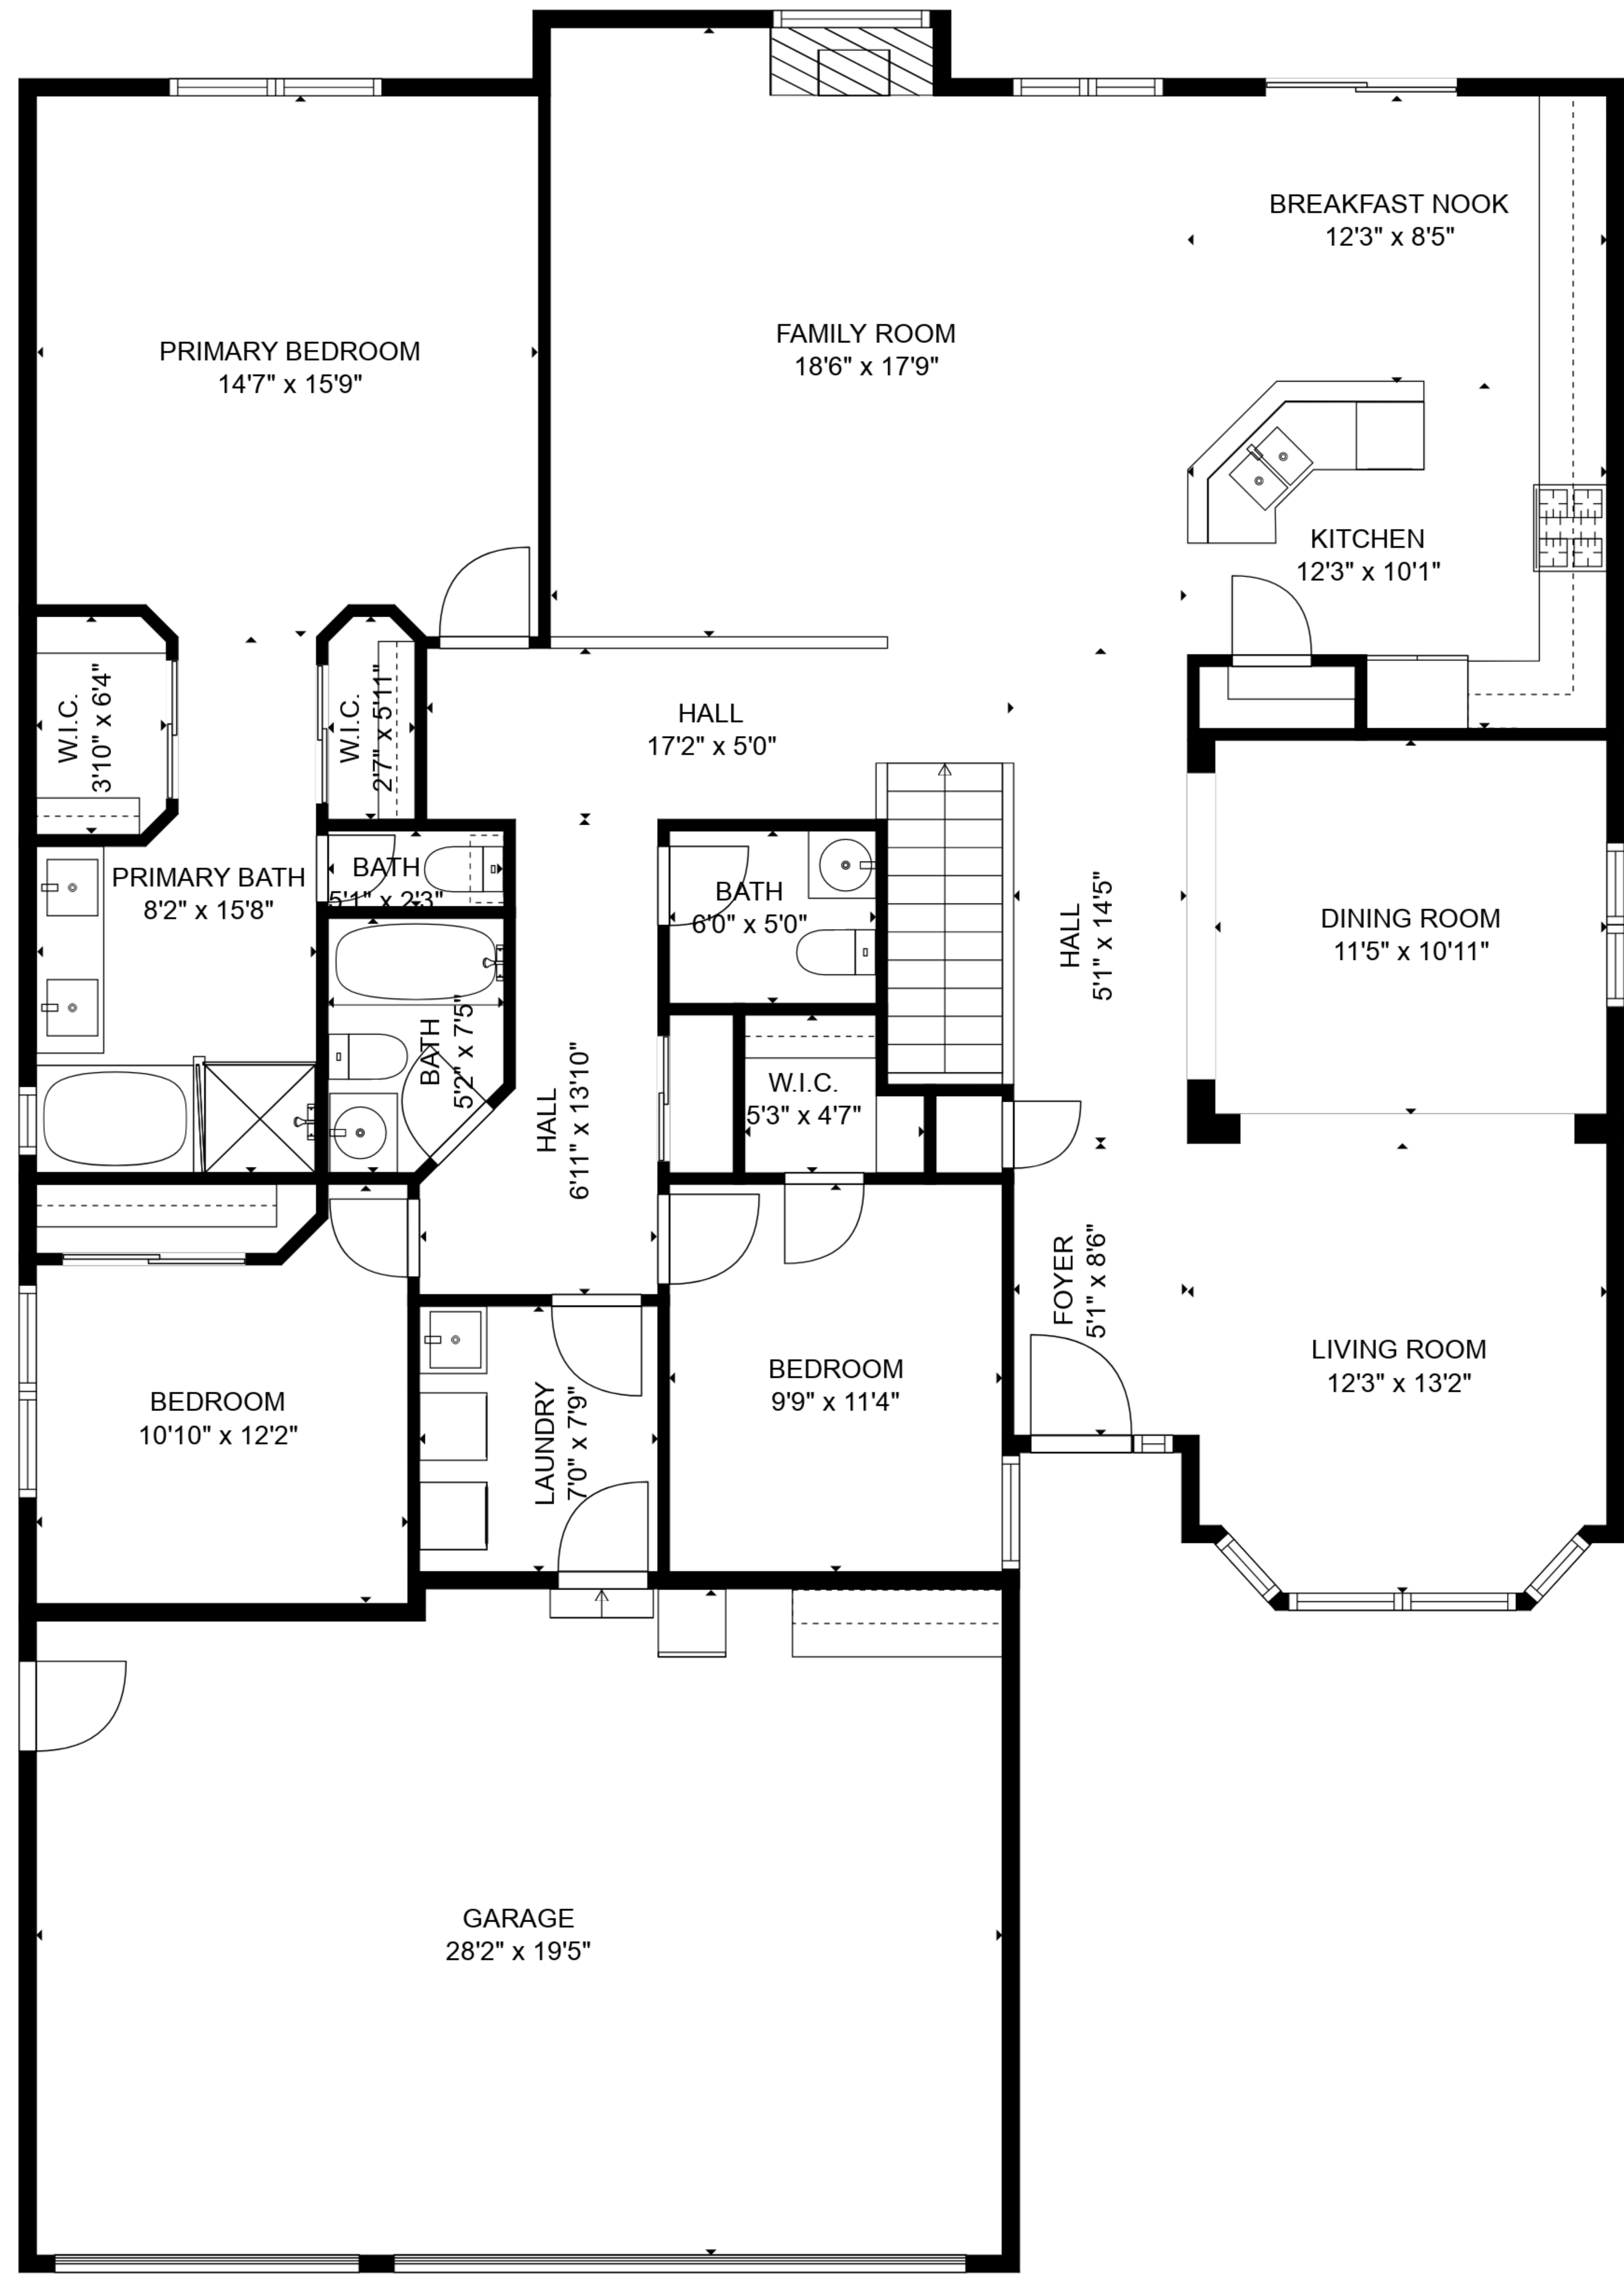 BREAKFAST NOOK
12'3" x 8'5"
FAMILY ROOM
18'6" x 17'9"
PRIMARY BEDROOM
14'7" x 15'9"
KITCHEN
12'3" x 10'1"
W.I.C.
3'10" x 6'4"
W.I.C.
2'7" x 5'11"
HALL
17'2" x 5'0"
PRIMARY BATH
8'2" x 15'8"
BATH
5'1" x 2'3"
BATH
6'0" x 5'0"
HALL
5'1" x 14'5"
DINING ROOM
11'5" x 10'11"
BATH
5'2" x 7'5"
HALL
6'11" x 13'10"
W.I.C.
5'3" x 4'7"
FOYER
5'1" x 8'6"
LIVING ROOM
12'3" x 13'2"
BEDROOM
10'10" x 12'2"
LAUNDRY
7'0" x 7'9"
BEDROOM
9'9" x 11'4"
GARAGE
28'2" x 19'5"